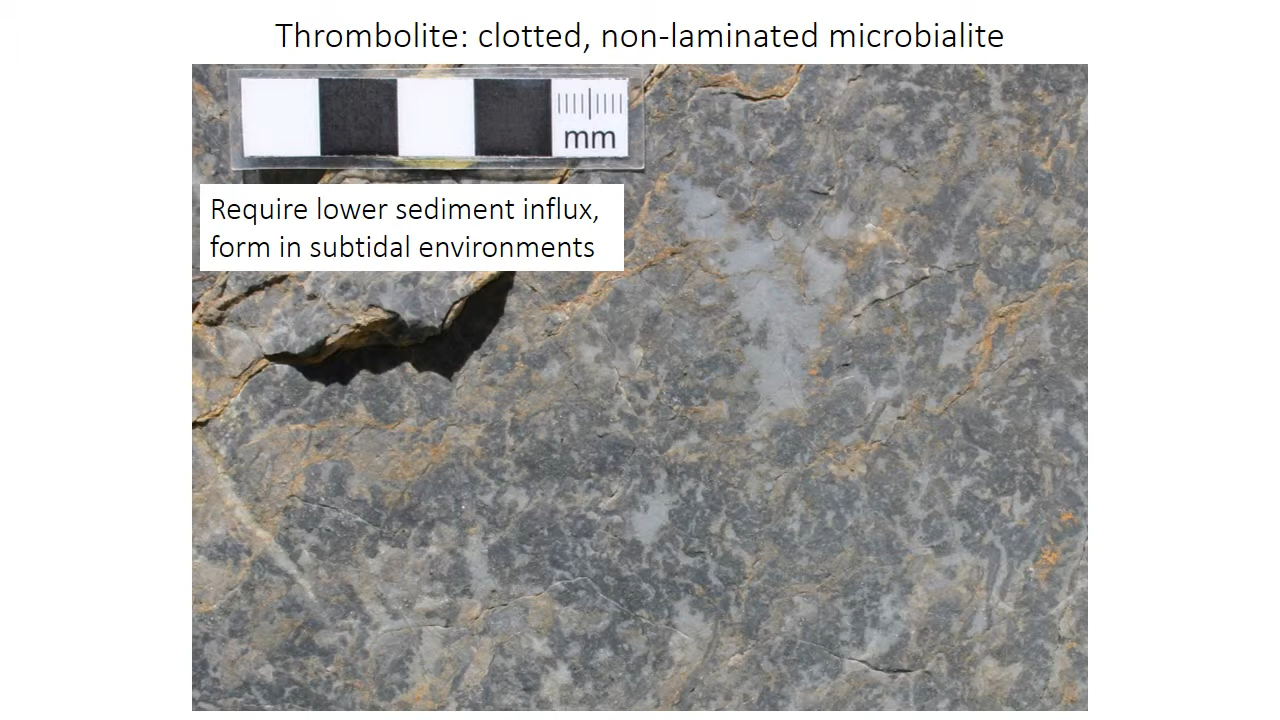 Thrombolite: clotted, non-laminated microbialite
mm
Require lower sediment influx,
form in subtidal environments